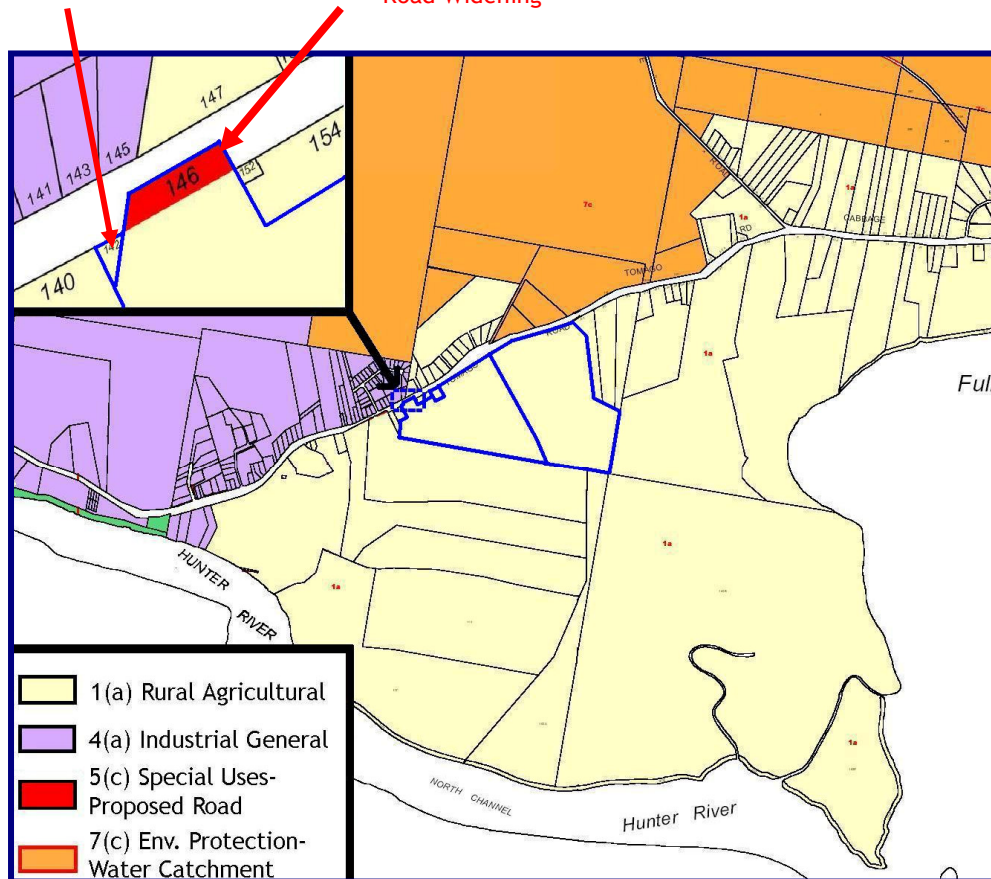 Road Widening
147
145
143
141
146
152
154
142
140
7c
7c
ROAD
1a
1a
RD
CABBAGE
TOMAGO
ROAD
1a
Full
1a
1a
1a
HUNTER
RIVER
NORTH CHANNEL
Hunter River
1(a) Rural Agricultural
4(a) Industrial General
5(c) Special Uses-
Proposed Road
7(c) Env. Protection-
Water Catchment